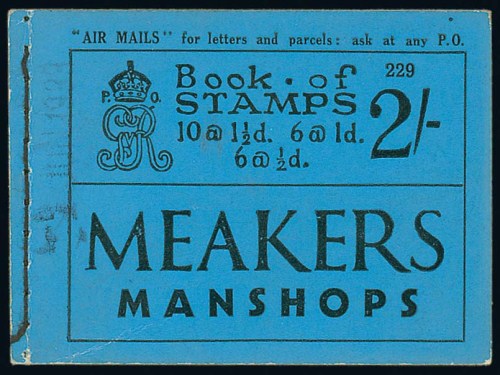 "AIR MAILS" for letters and parcels: ask at any P.O.
229
P. O.
GRI
Book · of
STAMPS
2/-
10 @ 1½d. 6 @ 1d.
6 @ ½d.
MEAKERS
MANSHOPS